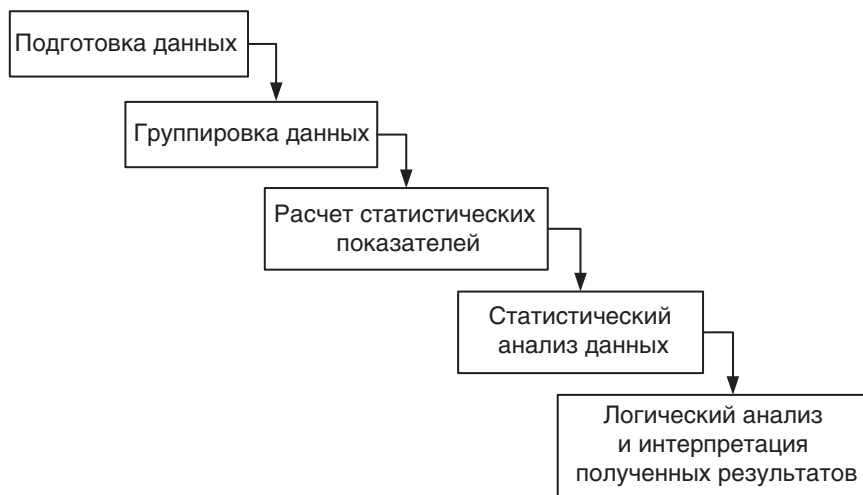 Подготовка данных
Группировка данных
Расчет статистических
показателей
Статистический
анализ данных
Логический анализ
и интерпретация
полученных результатов